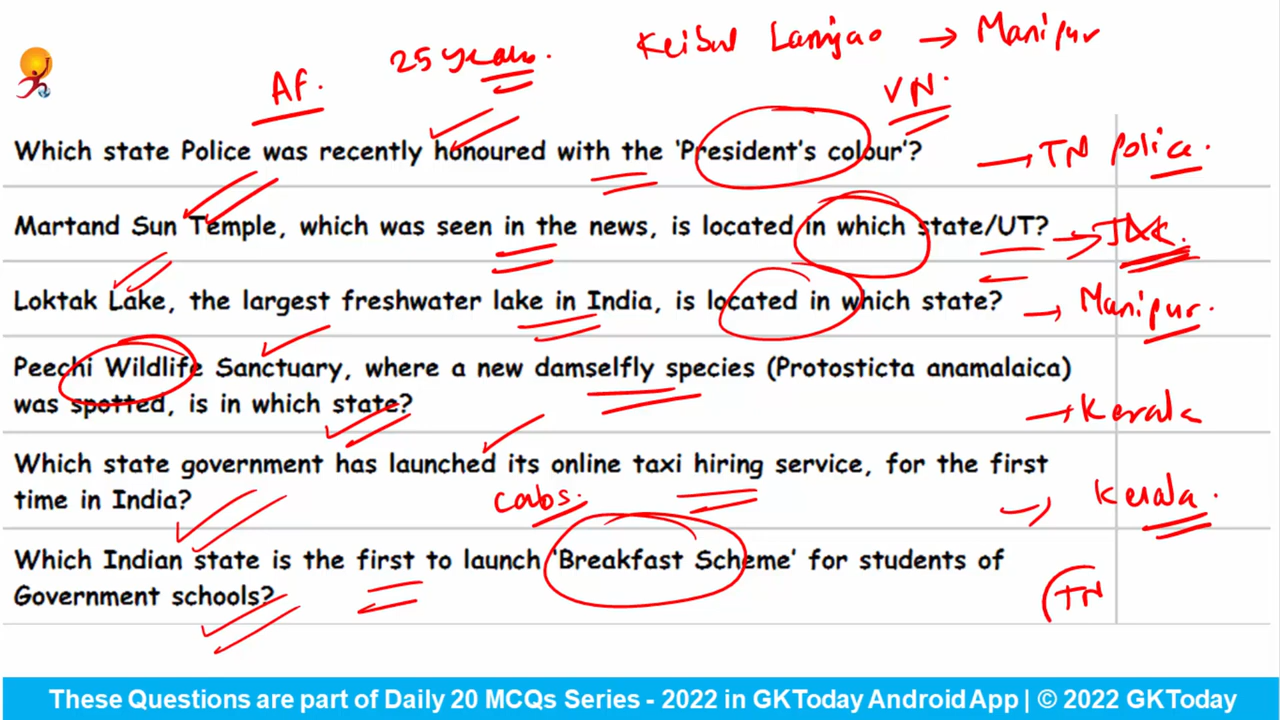 Keibul Lamjao → Manipur
25 years.
AF.
VN.
Which state Police was recently honoured with the 'President's colour'?
→ TN Police.
Martand Sun Temple, which was seen in the news, is located in which state/UT?
→ J&K.
Loktak Lake, the largest freshwater lake in India, is located in which state?
→ Manipur.
Peechi Wildlife Sanctuary, where a new damselfly species (Protosticta anamalaica)
was spotted, is in which state?
→ Kerala
Which state government has launched its online taxi hiring service, for the first
time in India?
cabs.
→ Kerala.
Which Indian state is the first to launch 'Breakfast Scheme' for students of
Government schools?
TN
These Questions are part of Daily 20 MCQs Series - 2022 in GKToday Android App | © 2022 GKToday